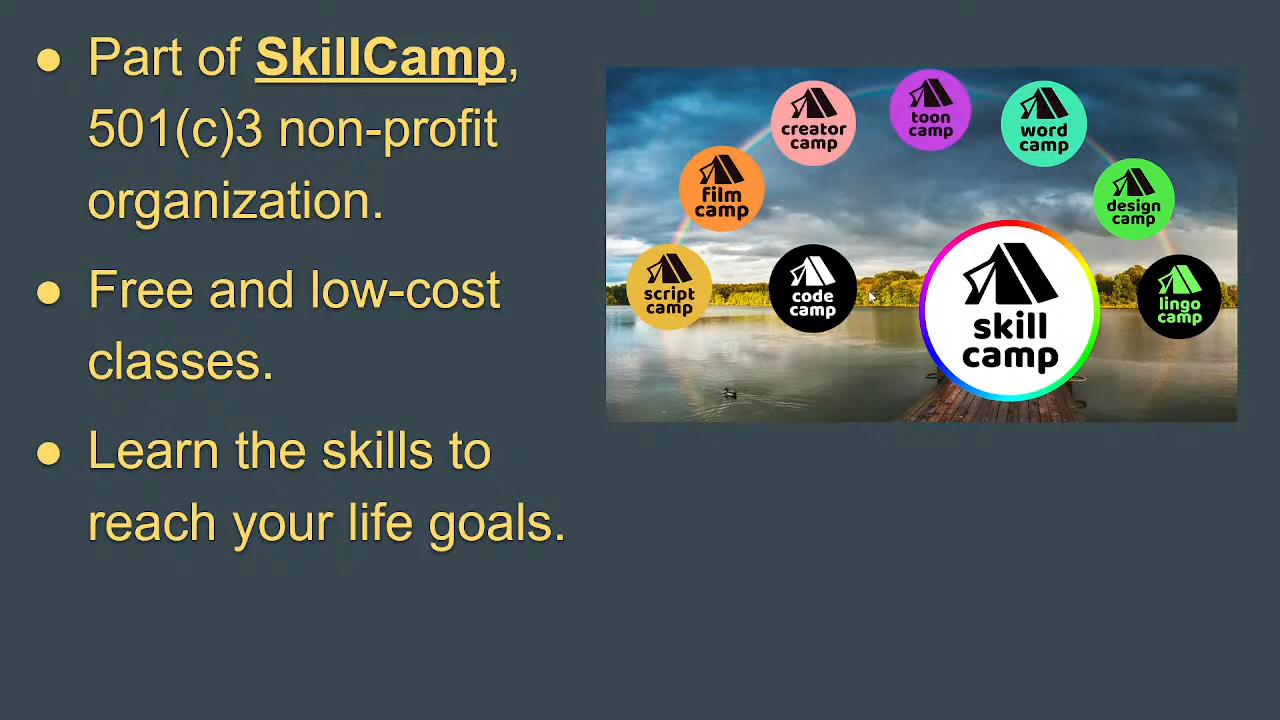 ● Part of SkillCamp,
501(c)3 non-profit
organization.
● Free and low-cost
classes.
● Learn the skills to
reach your life goals.
creator
camp
toon
camp
word
camp
film
camp
design
camp
script
camp
code
camp
skill
camp
lingo
camp